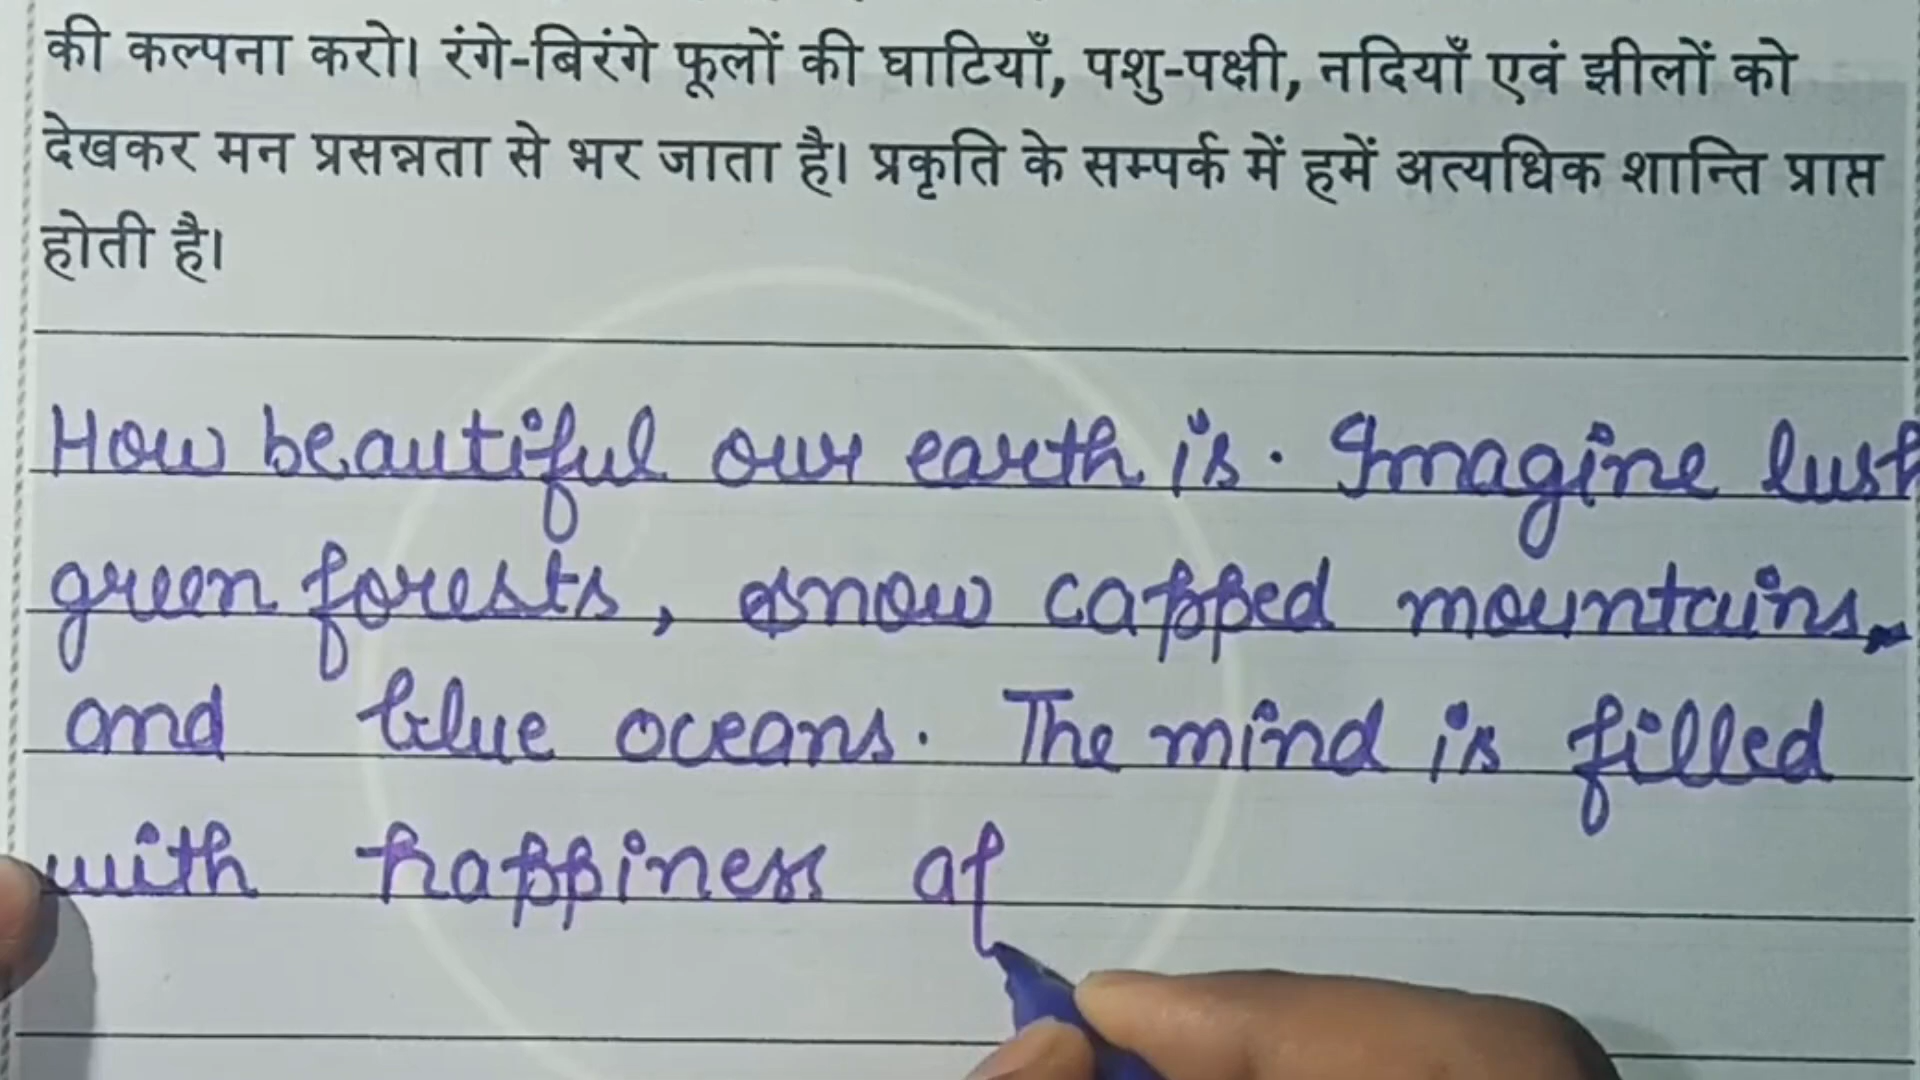 की कल्पना करो। रंगे-बिरंगे फूलों की घाटियाँ, पशु-पक्षी, नदियाँ एवं झीलों को
देखकर मन प्रसन्नता से भर जाता है। प्रकृति के सम्पर्क में हमें अत्यधिक शान्ति प्राप्त
होती है।
How beautiful our earth is. Imagine lush
green forests, snow capped mountains,
and blue oceans. The mind is filled
with happiness af